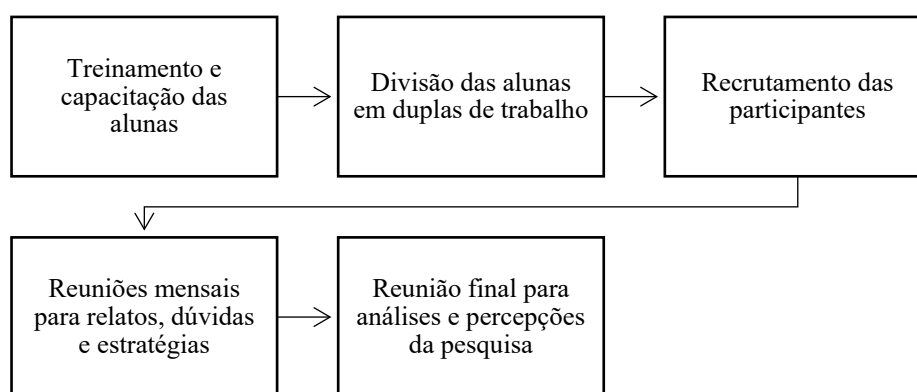 Treinamento e
capacitação das
alunas
Divisão das alunas
em duplas de trabalho
Recrutamento das
participantes
Reuniões mensais
para relatos, dúvidas
e estratégias
Reunião final para
análises e percepções
da pesquisa